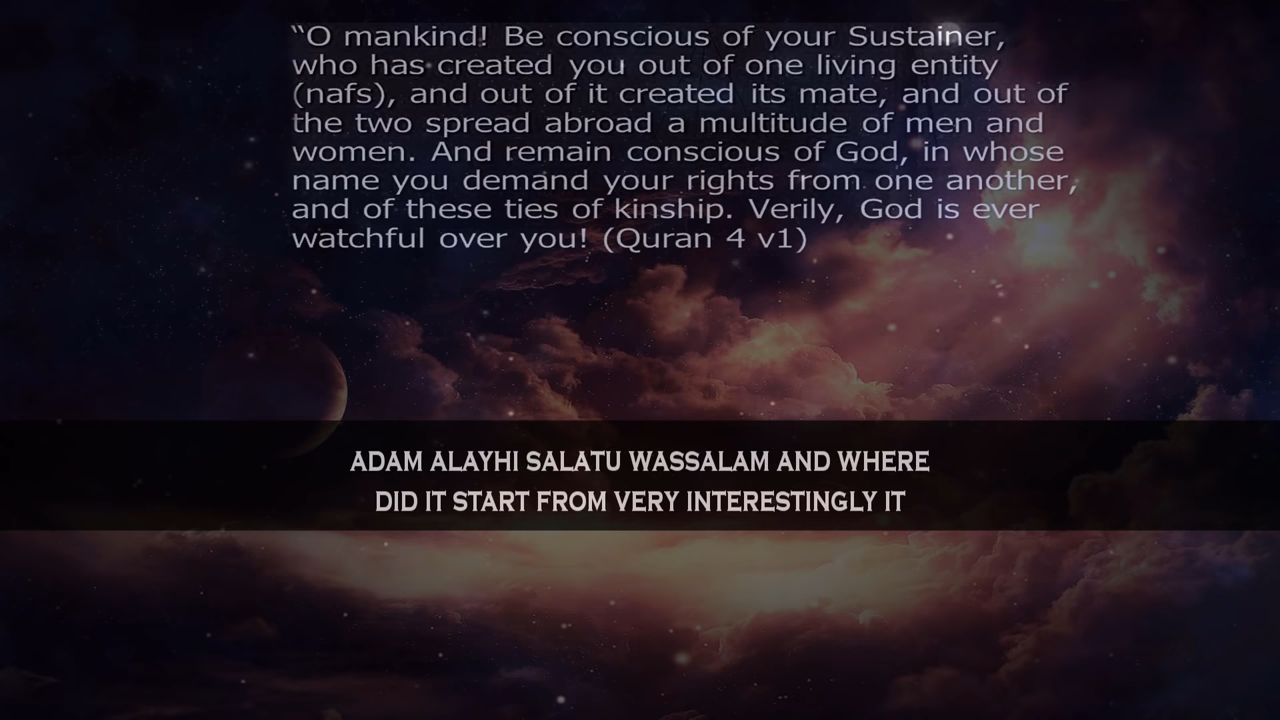 “O mankind! Be conscious of your Sustainer,
who has created you out of one living entity
(nafs), and out of it created its mate, and out of
the two spread abroad a multitude of men and
women. And remain conscious of God, in whose
name you demand your rights from one another,
and of these ties of kinship. Verily, God is ever
watchful over you! (Quran 4 v1)
ADAM ALAYHI SALATU WASSALAM AND WHERE
DID IT START FROM VERY INTERESTINGLY IT